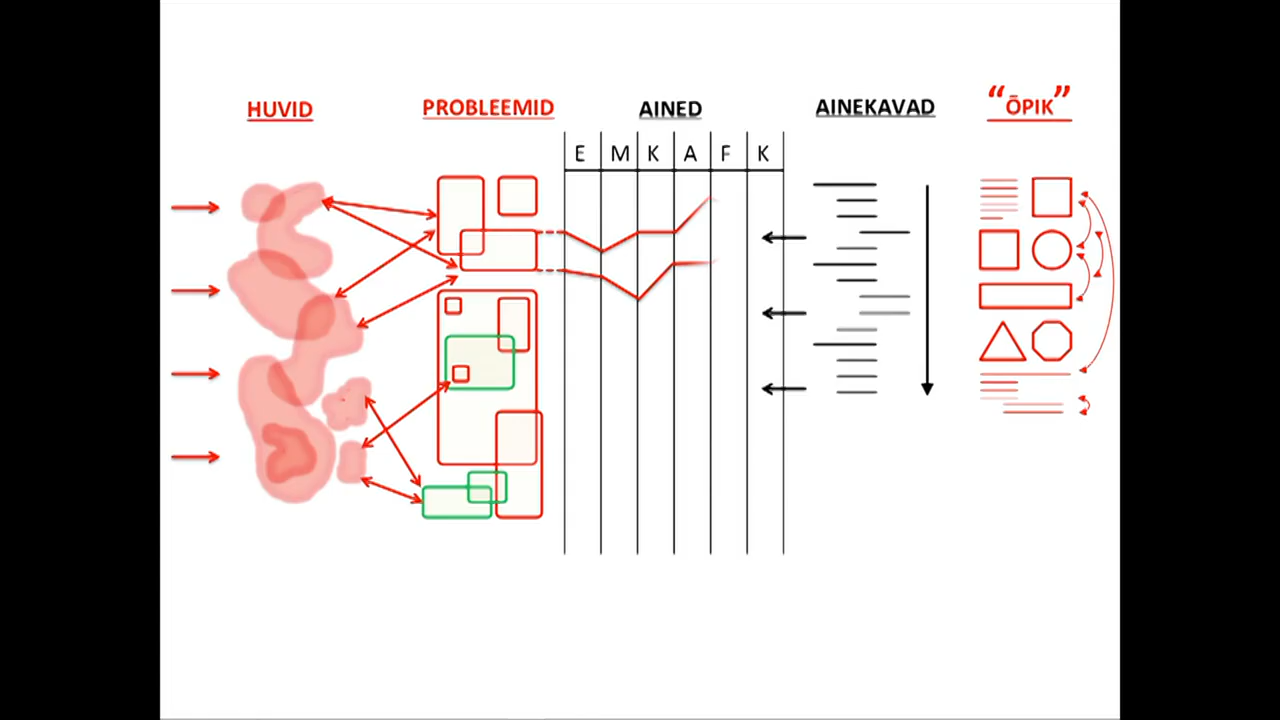 HUVID
PROBLEEMID
AINED
AINEKAVAD
“ÕPIK”
E M K A F K